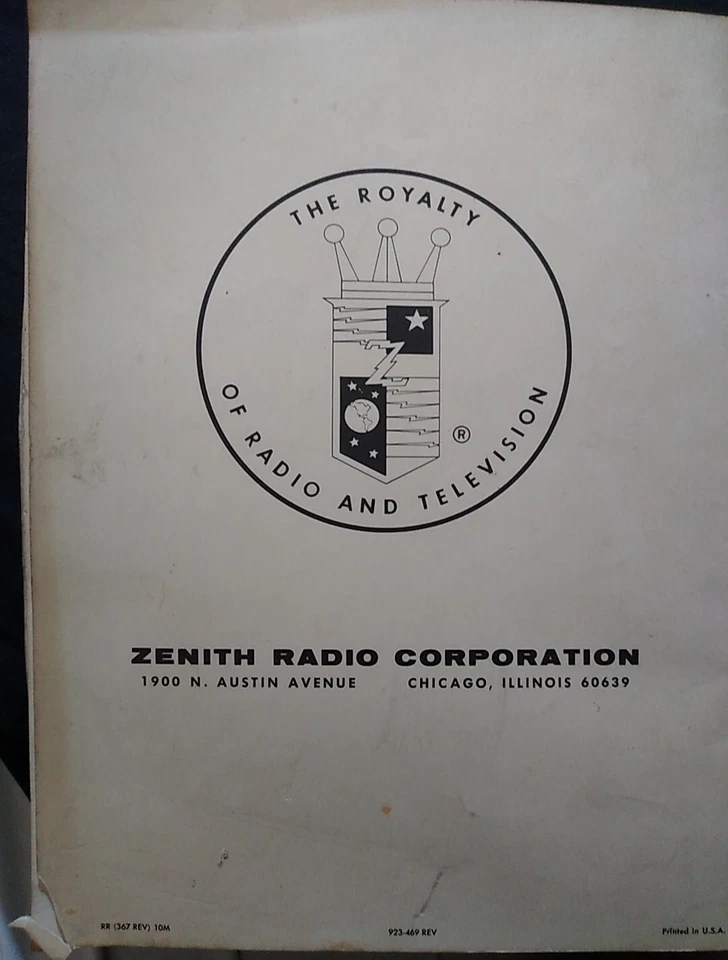 THE ROYALTY
OF RADIO AND TELEVISION
®
ZENITH RADIO CORPORATION
1900 N. AUSTIN AVENUE CHICAGO, ILLINOIS 60639
RR (367 REV) 10M 923-469 REV Printed in U.S.A.